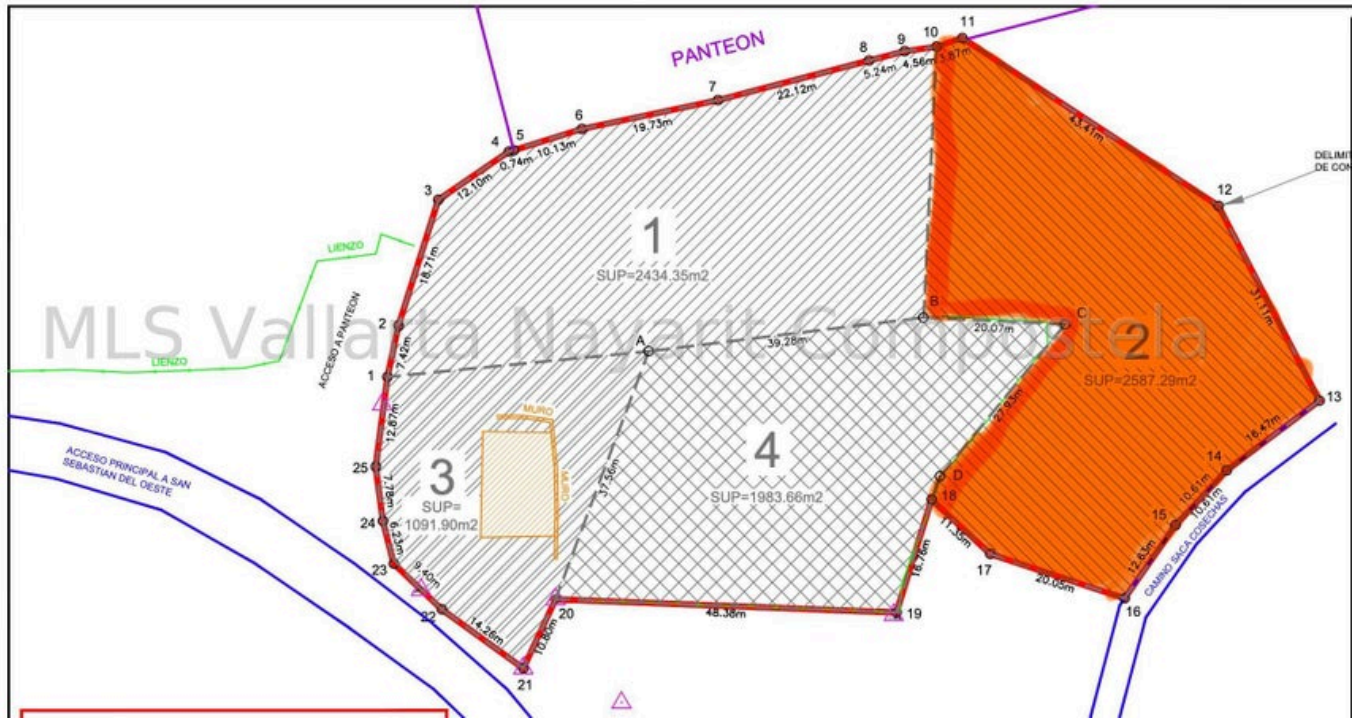 PANTEON
11
10
9
8
7
6
5
4
3
3.87m
4.56m
5.24m
22.12m
19.73m
10.13m
0.74m
12.10m
43.41m
DELIMIT
DE CON
12
18.71m
1
SUP=2434.35m2
LIENZO
ACCESO A PANTEON
LIENZO
MLS Vallarta Nayarit Compostela
2
7.42m
1
A
39.28m
B
20.07m
C
31.11m
2
SUP=2587.29m2
13
12.87m
MURO
MURO
37.56m
27.93m
16.47m
14
ACCESO PRINCIPAL A SAN
SEBASTIAN DEL OESTE
25
7.78m
3
SUP=
1091.90m2
4
SUP=1983.66m2
D
18
10.61m
10.61m
15
24
6.23m
23
9.40m
22
14.26m
21
10.80m
20
48.38m
19
16.76m
11.35m
17
20.05m
16
12.63m
CAMINO SACA COSECHAS